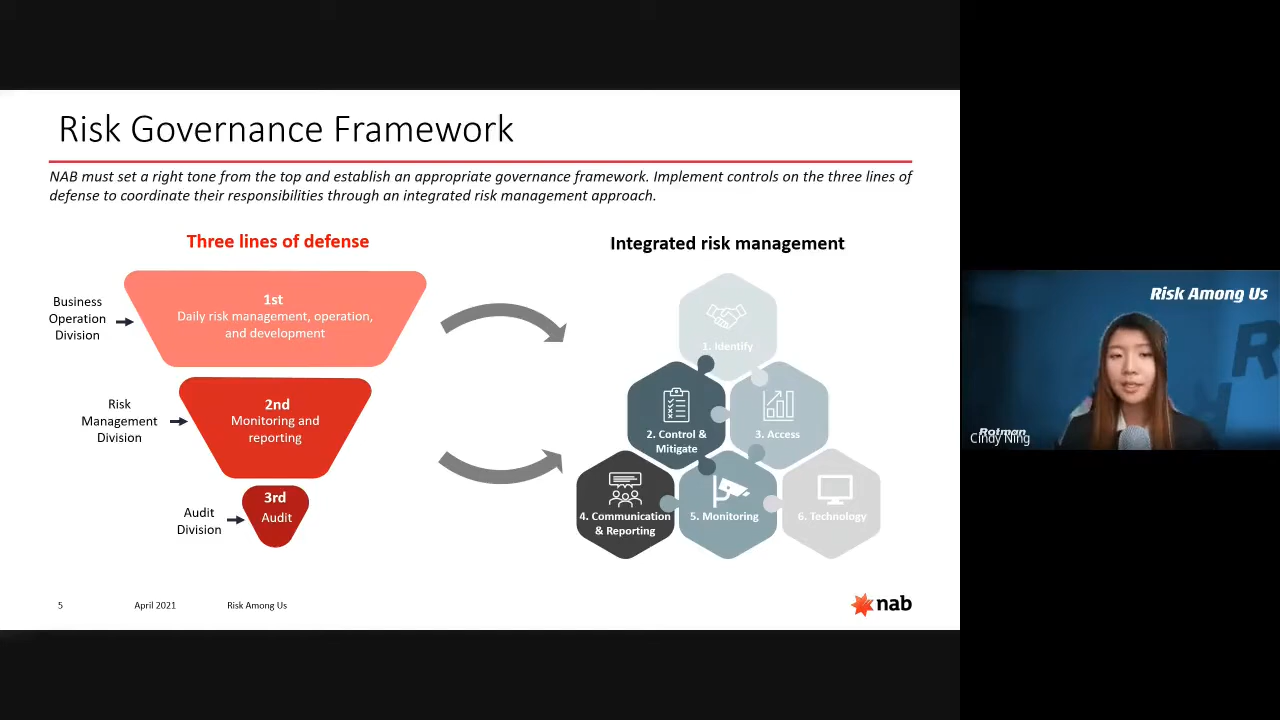 Risk Governance Framework
NAB must set a right tone from the top and establish an appropriate governance framework. Implement controls on the three lines of
defense to coordinate their responsibilities through an integrated risk management approach.
Three lines of defense
Business
Operation
Division
1st
Daily risk management, operation,
and development
Risk
Management
Division
2nd
Monitoring and
reporting
Audit
Division
3rd
Audit
Integrated risk management
1. Identify
2. Control &
Mitigate
3. Access
4. Communication
& Reporting
5. Monitoring
6. Technology
5
April 2021
Risk Among Us
nab
Risk Among Us
Rotman
Cindy Ning